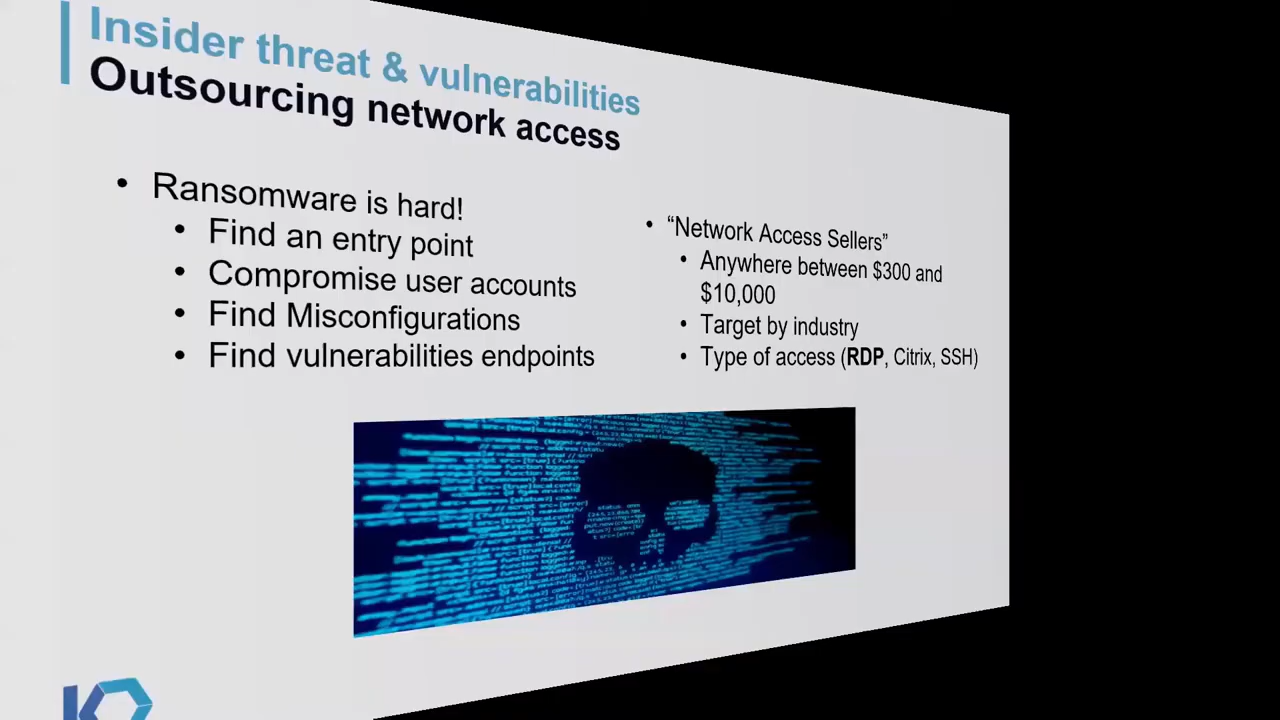 Insider threat & vulnerabilities
Outsourcing network access
• Ransomware is hard!
• Find an entry point
• Compromise user accounts
• Find Misconfigurations
• Find vulnerabilities endpoints
• “Network Access Sellers”
• Anywhere between $300 and
$10,000
• Target by industry
• Type of access (RDP, Citrix, SSH)